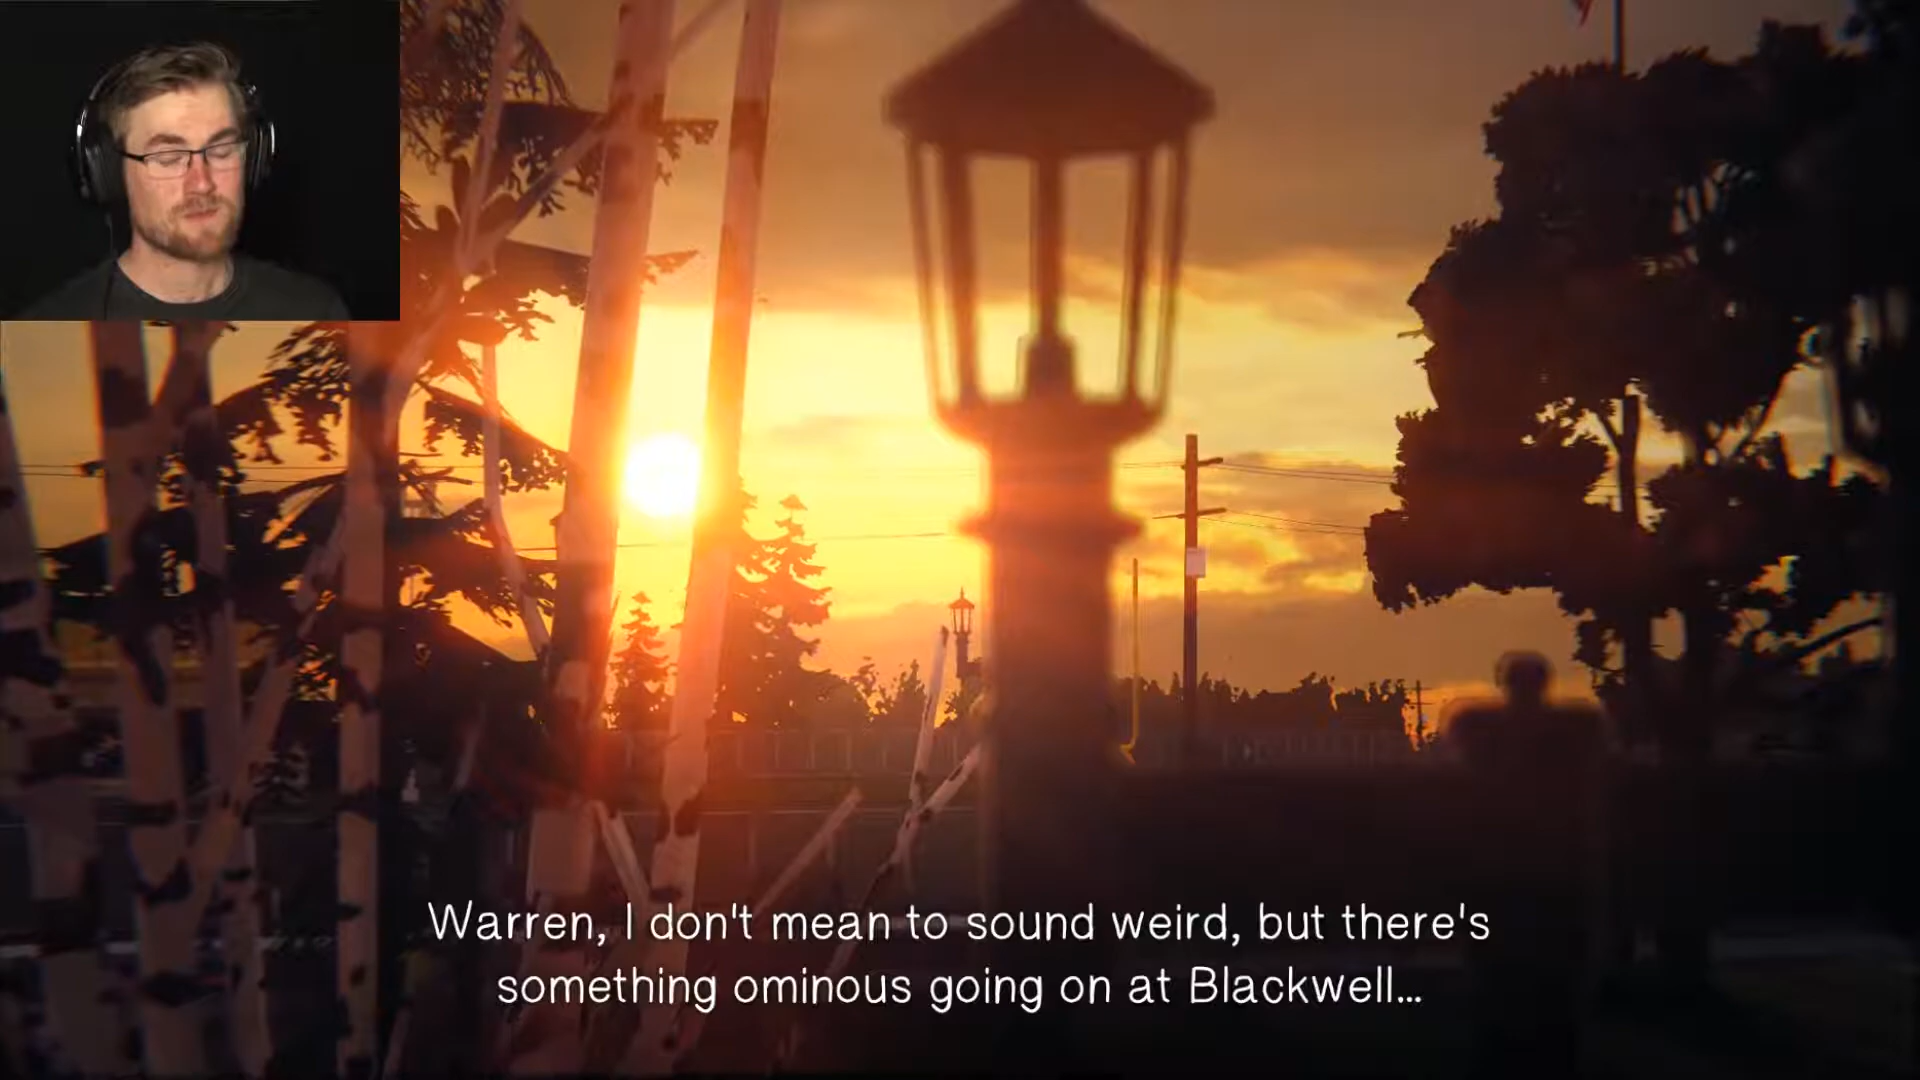 Warren, I don't mean to sound weird, but there's
something ominous going on at Blackwell...